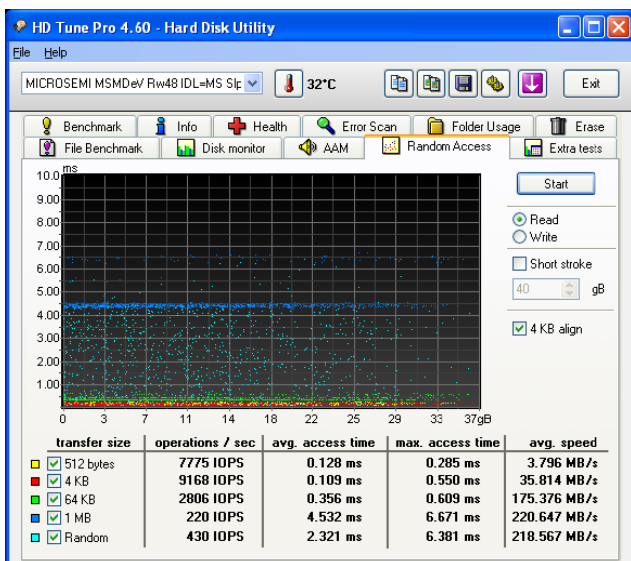 HD Tune Pro 4.60 - Hard Disk Utility
File Help
MICROSEMI MSMDeV Rw48 IDL=MS Slp 32°C Exit
Benchmark Info Health Error Scan Folder Usage Erase
File Benchmark Disk monitor AAM Random Access Extra tests
ms
10.0
9.00
8.00
7.00
6.00
5.00
4.00
3.00
2.00
1.00
0 3 7 11 14 18 22 25 29 33 37gB
Start
Read
Write
Short stroke
40 gB
4 KB align
transfer size operations / sec avg. access time max. access time avg. speed
512 bytes 7775 IOPS 0.128 ms 0.285 ms 3.796 MB/s
4 KB 9168 IOPS 0.109 ms 0.550 ms 35.814 MB/s
64 KB 2806 IOPS 0.356 ms 0.609 ms 175.376 MB/s
1 MB 220 IOPS 4.532 ms 6.671 ms 220.647 MB/s
Random 430 IOPS 2.321 ms 6.381 ms 218.567 MB/s